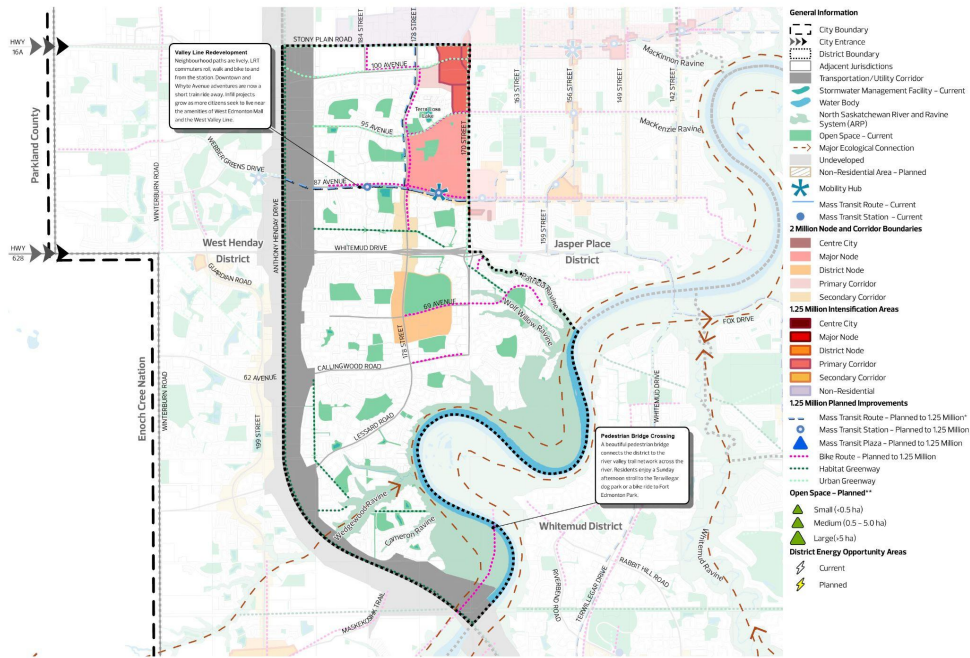 HWY
16A
Parkland County
WINTERBURN ROAD
STONY PLAIN ROAD
184 STREET
178 STREET
100 AVENUE
95 AVENUE
170 STREET
163 STREET
156 STREET
149 STREET
142 STREET
MacKinnon Ravine
MacKenzie Ravine
Valley Line Redevelopment
Neighbourhood paths are lively. LRT
commuters roll, walk and bike to and
from the station. Downtown and
Whyte Avenue adventures are now a
short train ride away. Infill projects
grow as more citizens seek to live near
the amenities of West Edmonton Mall
and the West Valley Line.
WEBBER GREENS DRIVE
87 AVENUE
159 STREET
HWY
628
West Henday
District
ANTHONY HENDAY DRIVE
WHITEMUD DRIVE
Jasper Place
District
GUARDIAN ROAD
Patricia Ravine
69 AVENUE
Wolf Willow Ravine
178 STREET
FOX DRIVE
62 AVENUE
CALLINGWOOD ROAD
WHITEMUD DRIVE
Enoch Cree Nation
WINTERBURN ROAD
199 STREET
LESSARD ROAD
Pedestrian Bridge Crossing
A beautiful pedestrian bridge
connects the district to the
river valley trail network across the
river. Residents enjoy a Sunday
afternoon stroll to the Terwillegar
dog park or a bike ride to Fort
Edmonton Park.
Wedgewood Ravine
Cameron Ravine
Whitemud District
Whitemud Ravine
RABBIT HILL ROAD
RIVERBEND ROAD
TERWILLEGAR DRIVE
MASKEKOSIHK TRAIL
General Information
City Boundary
City Entrance
District Boundary
Adjacent Jurisdictions
Transportation/Utility Corridor
Stormwater Management Facility – Current
Water Body
North Saskatchewan River and Ravine
System (ARP)
Open Space – Current
Major Ecological Connection
Undeveloped
Non-Residential Area – Planned
Mobility Hub
Mass Transit Route – Current
Mass Transit Station – Current
2 Million Node and Corridor Boundaries
Centre City
Major Node
District Node
Primary Corridor
Secondary Corridor
1.25 Million Intensification Areas
Centre City
Major Node
District Node
Primary Corridor
Secondary Corridor
Non-Residential
1.25 Million Planned Improvements
Mass Transit Route – Planned to 1.25 Million*
Mass Transit Station – Planned to 1.25 Million
Mass Transit Plaza – Planned to 1.25 Million
Bike Route – Planned to 1.25 Million
Habitat Greenway
Urban Greenway
Open Space – Planned**
Small (<0.5 ha)
Medium (0.5 – 5.0 ha)
Large(>5 ha)
District Energy Opportunity Areas
Current
Planned